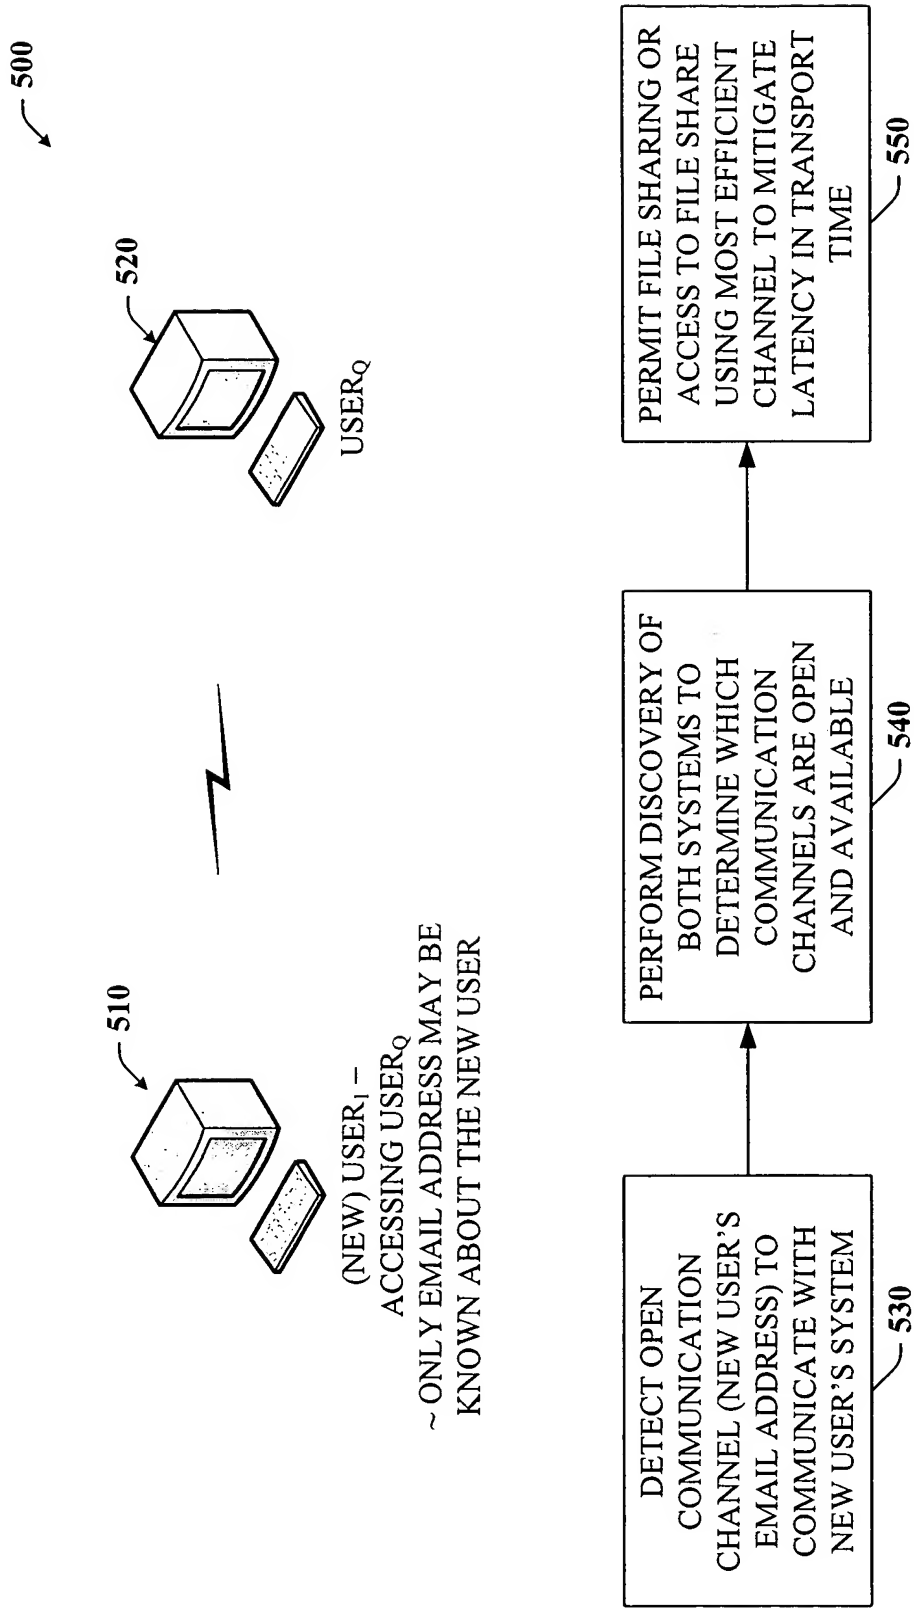 500
510
520
(NEW) USER1 –
ACCESSING USERQ
~ ONLY EMAIL ADDRESS MAY BE
KNOWN ABOUT THE NEW USER
USERQ
DETECT OPEN
COMMUNICATION
CHANNEL (NEW USER'S
EMAIL ADDRESS) TO
COMMUNICATE WITH
NEW USER'S SYSTEM
530
PERFORM DISCOVERY OF
BOTH SYSTEMS TO
DETERMINE WHICH
COMMUNICATION
CHANNELS ARE OPEN
AND AVAILABLE
540
PERMIT FILE SHARING OR
ACCESS TO FILE SHARE
USING MOST EFFICIENT
CHANNEL TO MITIGATE
LATENCY IN TRANSPORT
TIME
550